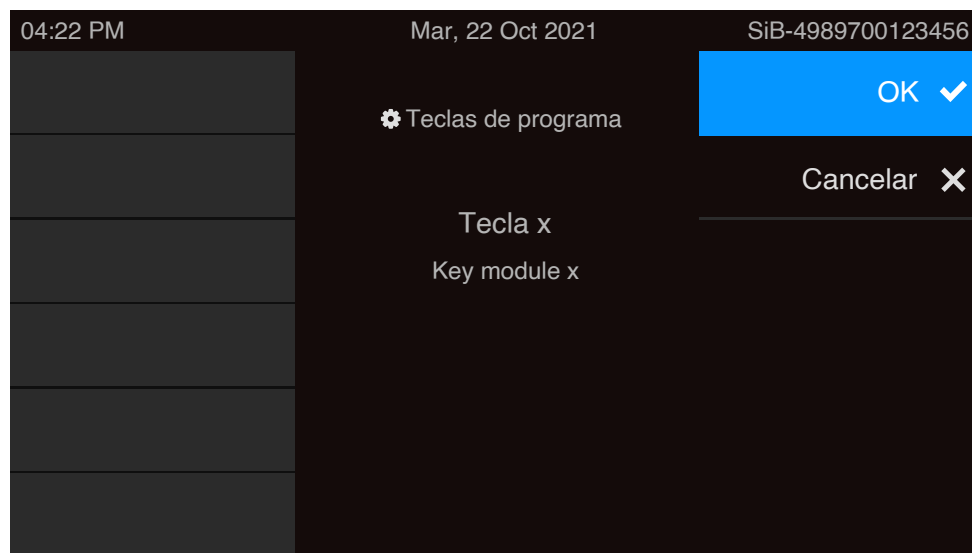 04:22 PM
Mar, 22 Oct 2021
SiB-4989700123456
Teclas de programa
OK
Cancelar
Tecla x
Key module x